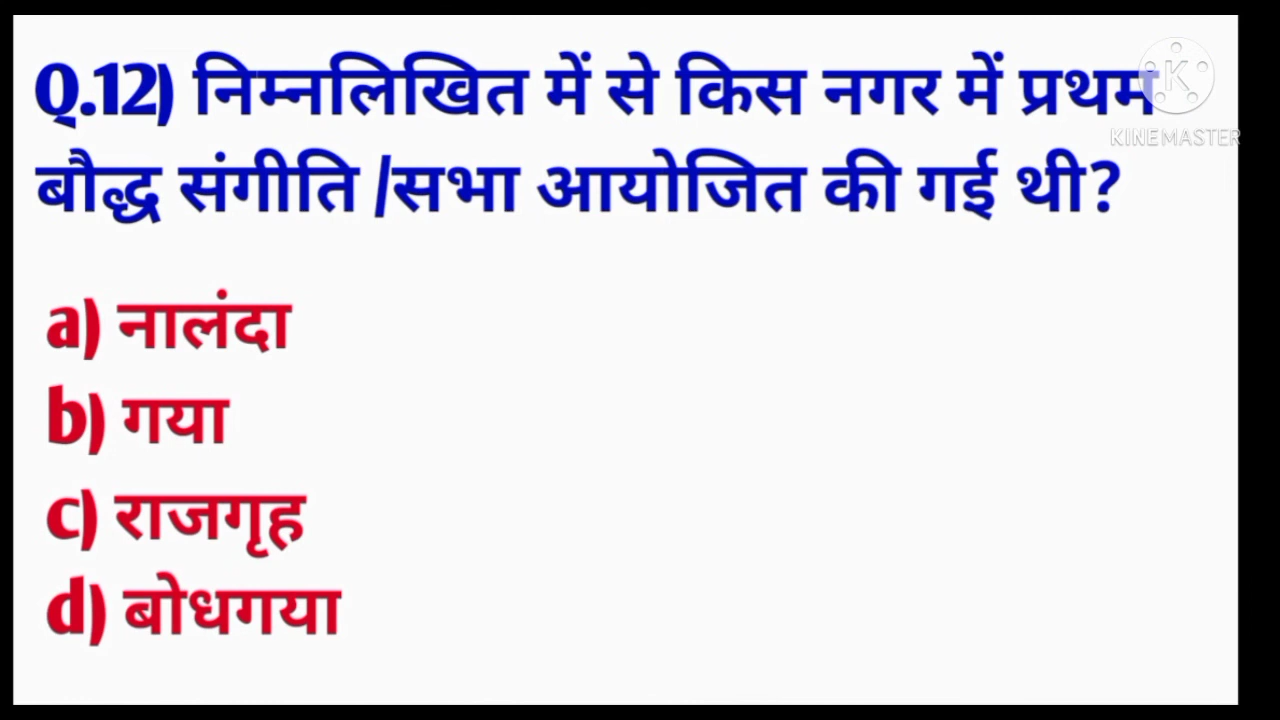 Q.12) निम्नलिखित में से किस नगर में प्रथम
बौद्ध संगीति /सभा आयोजित की गई थी?
a) नालंदा
b) गया
c) राजगृह
d) बोधगया
K
KINEMASTER